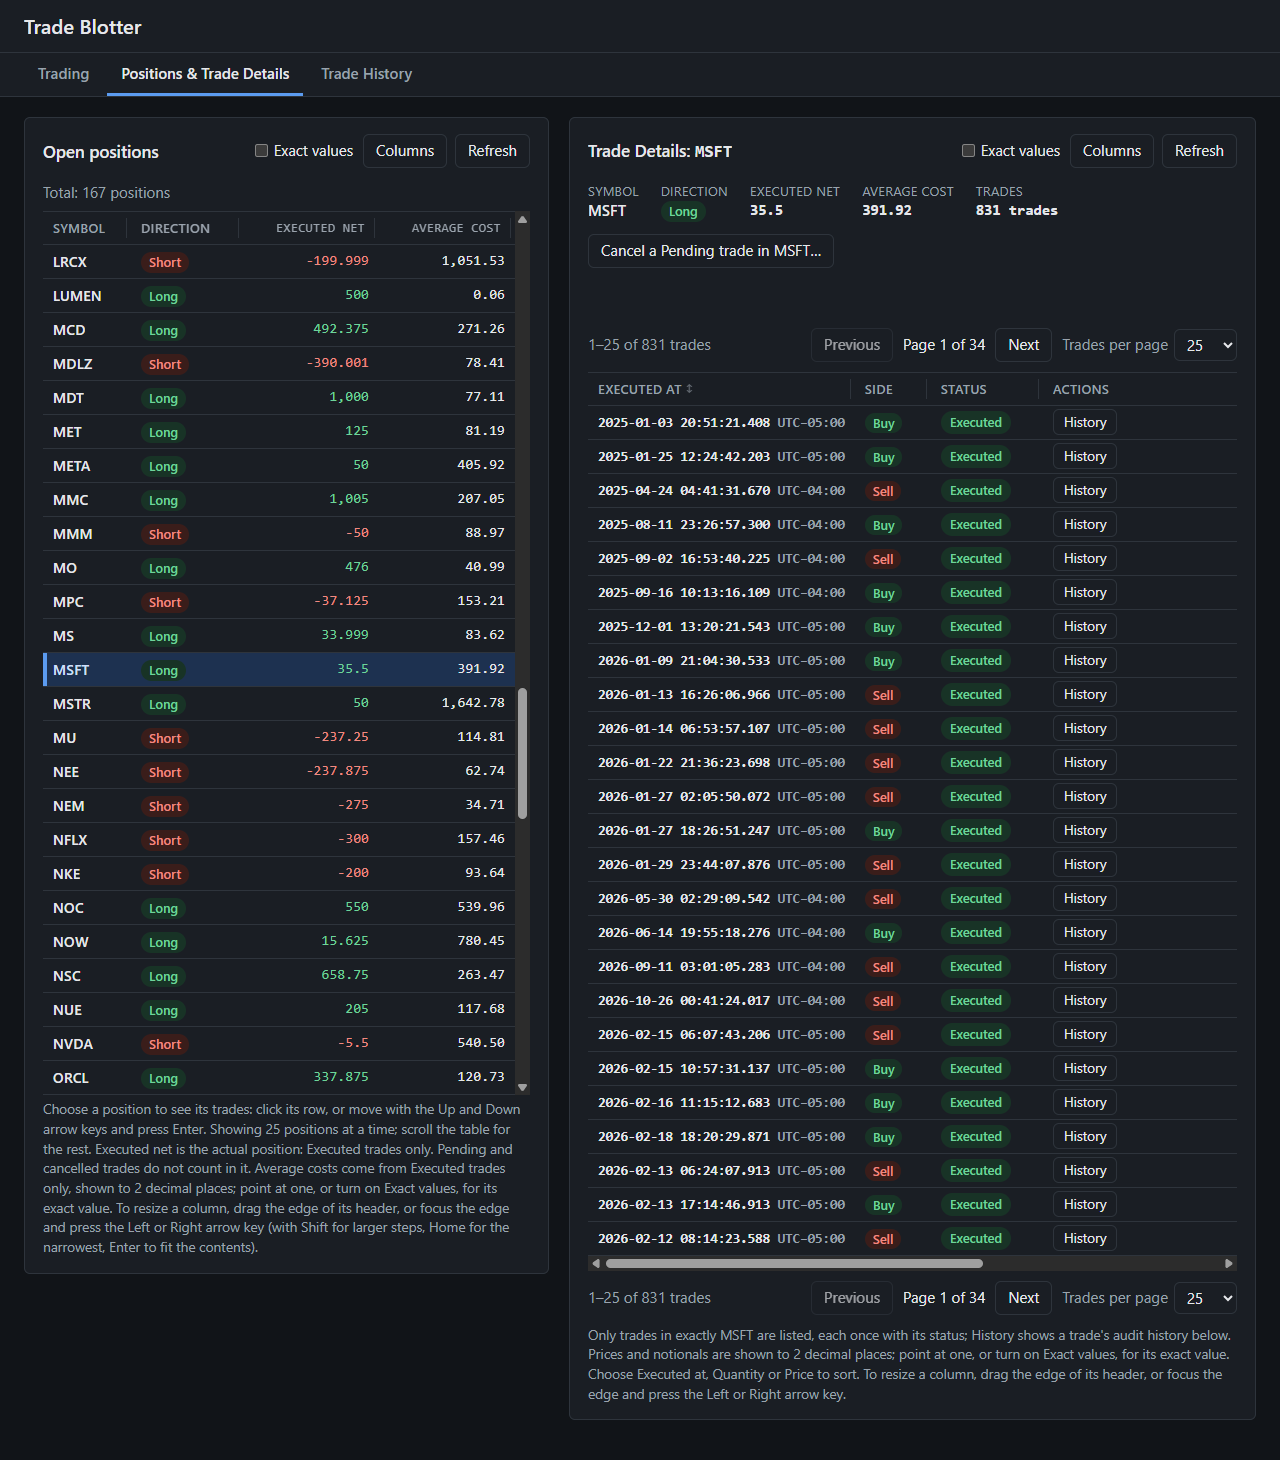 Trade Blotter
Trading Positions & Trade Details Trade History
Open positions
Exact values Columns Refresh
Total: 167 positions
SYMBOL DIRECTION EXECUTED NET AVERAGE COST
LRCX Short -199.999 1,051.53
LUMEN Long 500 0.06
MCD Long 492.375 271.26
MDLZ Short -390.001 78.41
MDT Long 1,000 77.11
MET Long 125 81.19
META Long 50 405.92
MMC Long 1,005 207.05
MMM Short -50 88.97
MO Long 476 40.99
MPC Short -37.125 153.21
MS Long 33.999 83.62
MSFT Long 35.5 391.92
MSTR Long 50 1,642.78
MU Short -237.25 114.81
NEE Short -237.875 62.74
NEM Short -275 34.71
NFLX Short -300 157.46
NKE Short -200 93.64
NOC Long 550 539.96
NOW Long 15.625 780.45
NSC Long 658.75 263.47
NUE Long 205 117.68
NVDA Short -5.5 540.50
ORCL Long 337.875 120.73
Choose a position to see its trades: click its row, or move with the Up and Down
arrow keys and press Enter. Showing 25 positions at a time; scroll the table for
the rest. Executed net is the actual position: Executed trades only. Pending and
cancelled trades do not count in it. Average costs come from Executed trades
only, shown to 2 decimal places; point at one, or turn on Exact values, for its
exact value. To resize a column, drag the edge of its header, or focus the edge
and press the Left or Right arrow key (with Shift for larger steps, Home for the
narrowest, Enter to fit the contents).
Trade Details: MSFT
Exact values Columns Refresh
SYMBOL DIRECTION EXECUTED NET AVERAGE COST TRADES
MSFT Long 35.5 391.92 831 trades
Cancel a Pending trade in MSFT...
1–25 of 831 trades Previous Page 1 of 34 Next Trades per page 25
EXECUTED AT SIDE STATUS ACTIONS
2025-01-03 20:51:21.408 UTC-05:00 Buy Executed History
2025-01-25 12:24:42.203 UTC-05:00 Buy Executed History
2025-04-24 04:41:31.670 UTC-04:00 Sell Executed History
2025-08-11 23:26:57.300 UTC-04:00 Buy Executed History
2025-09-02 16:53:40.225 UTC-04:00 Sell Executed History
2025-09-16 10:13:16.109 UTC-04:00 Buy Executed History
2025-12-01 13:20:21.543 UTC-05:00 Buy Executed History
2026-01-09 21:04:30.533 UTC-05:00 Buy Executed History
2026-01-13 16:26:06.966 UTC-05:00 Sell Executed History
2026-01-14 06:53:57.107 UTC-05:00 Sell Executed History
2026-01-22 21:36:23.698 UTC-05:00 Sell Executed History
2026-01-27 02:05:50.072 UTC-05:00 Sell Executed History
2026-01-27 18:26:51.247 UTC-05:00 Buy Executed History
2026-01-29 23:44:07.876 UTC-05:00 Sell Executed History
2026-05-30 02:29:09.542 UTC-04:00 Sell Executed History
2026-06-14 19:55:18.276 UTC-04:00 Buy Executed History
2026-09-11 03:01:05.283 UTC-04:00 Sell Executed History
2026-10-26 00:41:24.017 UTC-04:00 Sell Executed History
2026-02-15 06:07:43.206 UTC-05:00 Sell Executed History
2026-02-15 10:57:31.137 UTC-05:00 Buy Executed History
2026-02-16 11:15:12.683 UTC-05:00 Buy Executed History
2026-02-18 18:20:29.871 UTC-05:00 Buy Executed History
2026-02-13 06:24:07.913 UTC-05:00 Sell Executed History
2026-02-13 17:14:46.913 UTC-05:00 Buy Executed History
2026-02-12 08:14:23.588 UTC-05:00 Sell Executed History
1–25 of 831 trades Previous Page 1 of 34 Next Trades per page 25
Only trades in exactly MSFT are listed, each once with its status; History shows a trade's audit history below.
Prices and notionals are shown to 2 decimal places; point at one, or turn on Exact values, for its exact value.
Choose Executed at, Quantity or Price to sort. To resize a column, drag the edge of its header, or focus the
edge and press the Left or Right arrow key.